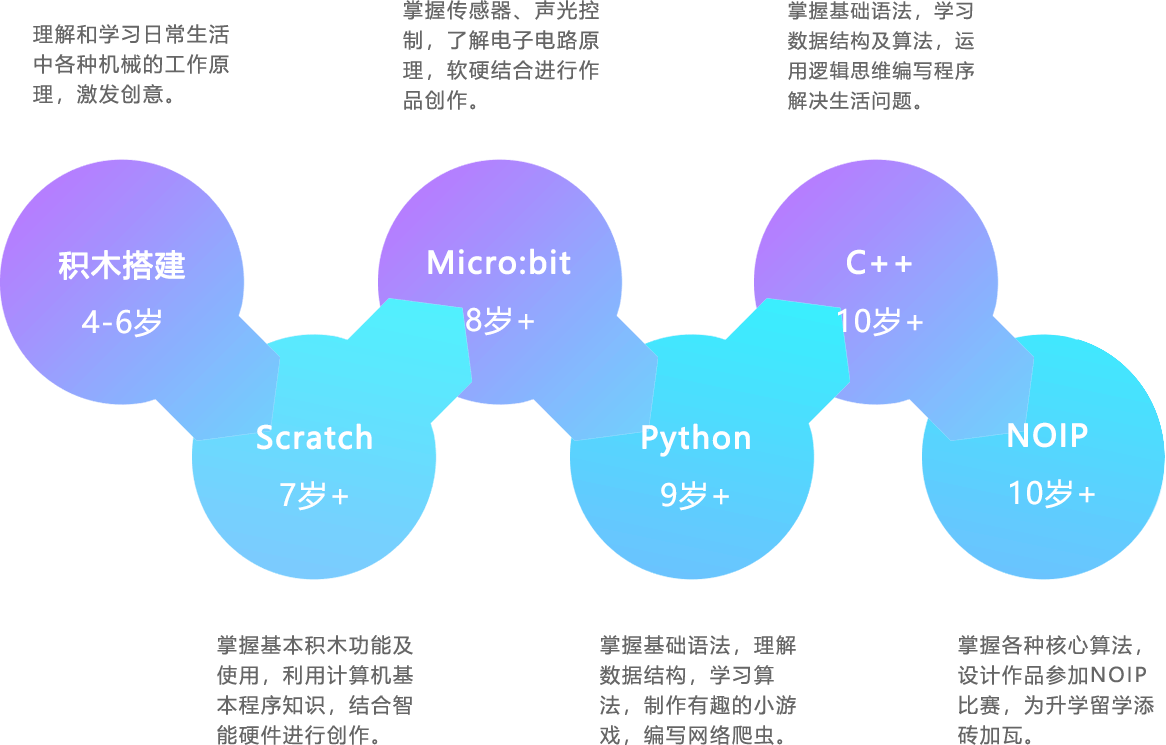 理解和学习日常生活
中各种机械的工作原
理，激发创意。
掌握传感器、声光控
制，了解电子电路原
理，软硬结合进行作
品创作。
掌握基础语法，学习
数据结构及算法，运
用逻辑思维编写程序
解决生活问题。
积木搭建
4-6岁
Micro:bit
8岁+
C++
10岁+
Scratch
7岁+
Python
9岁+
NOIP
10岁+
掌握基本积木功能及
使用，利用计算机基
本程序知识，结合智
能硬件进行创作。
掌握基础语法，理解
数据结构，学习算
法，制作有趣的小游
戏，编写网络爬虫。
掌握各种核心算法，
设计作品参加NOIP
比赛，为升学留学添
砖加瓦。